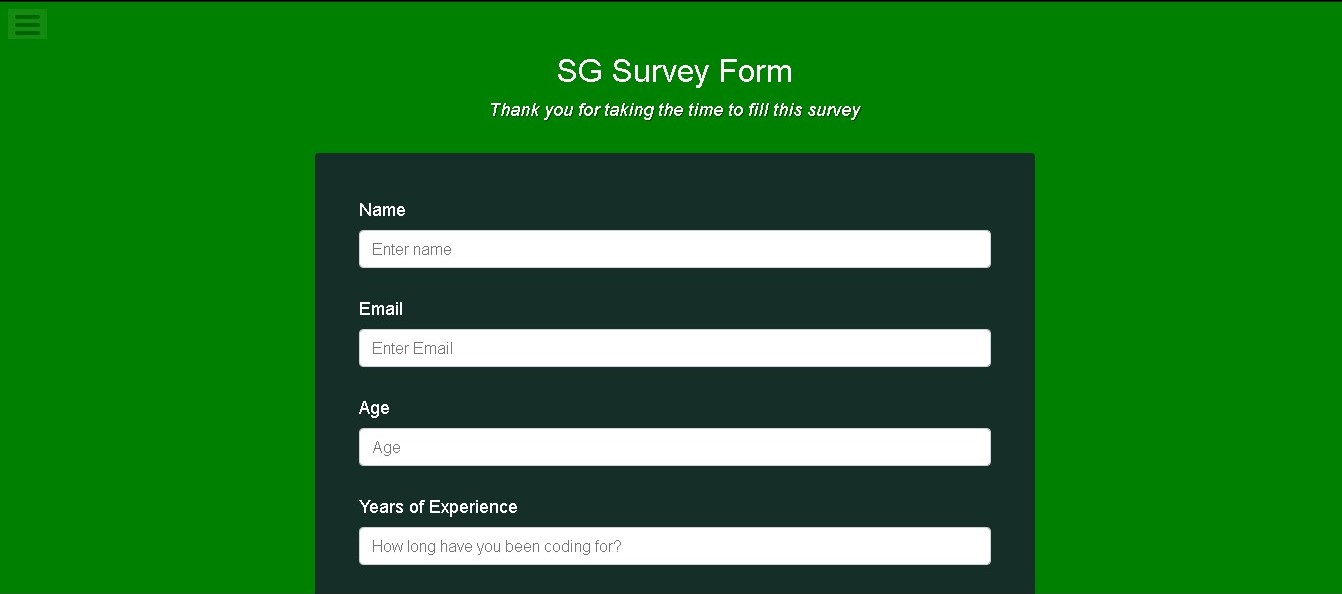 SG Survey Form
Thank you for taking the time to fill this survey
Name
Enter name
Email
Enter Email
Age
Age
Years of Experience
How long have you been coding for?